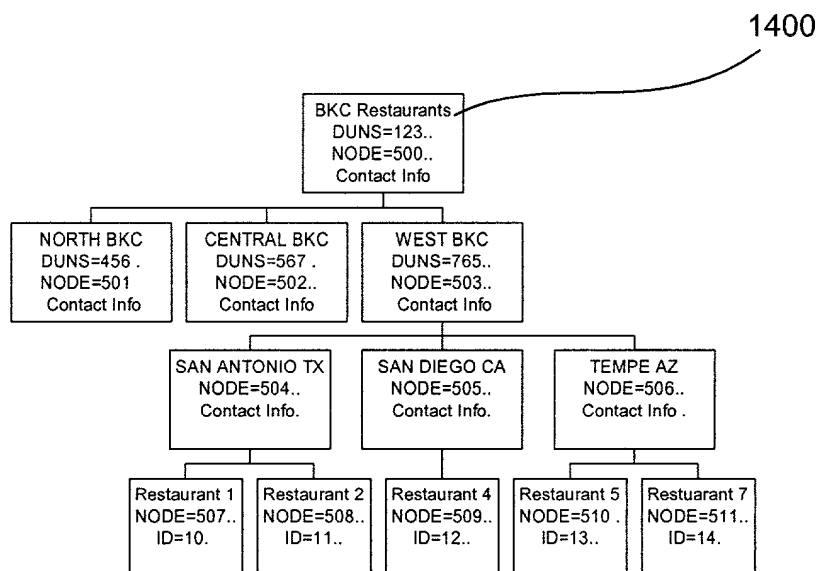 1400
BKC Restaurants
DUNS=123..
NODE=500..
Contact Info
NORTH BKC
DUNS=456 .
NODE=501
Contact Info
CENTRAL BKC
DUNS=567 .
NODE=502..
Contact Info
WEST BKC
DUNS=765..
NODE=503..
Contact Info
SAN ANTONIO TX
NODE=504..
Contact Info.
SAN DIEGO CA
NODE=505..
Contact Info.
TEMPE AZ
NODE=506..
Contact Info .
Restaurant 1
NODE=507..
ID=10.
Restaurant 2
NODE=508..
ID=11..
Restaurant 4
NODE=509..
ID=12..
Restaurant 5
NODE=510 .
ID=13..
Restuarant 7
NODE=511..
ID=14.